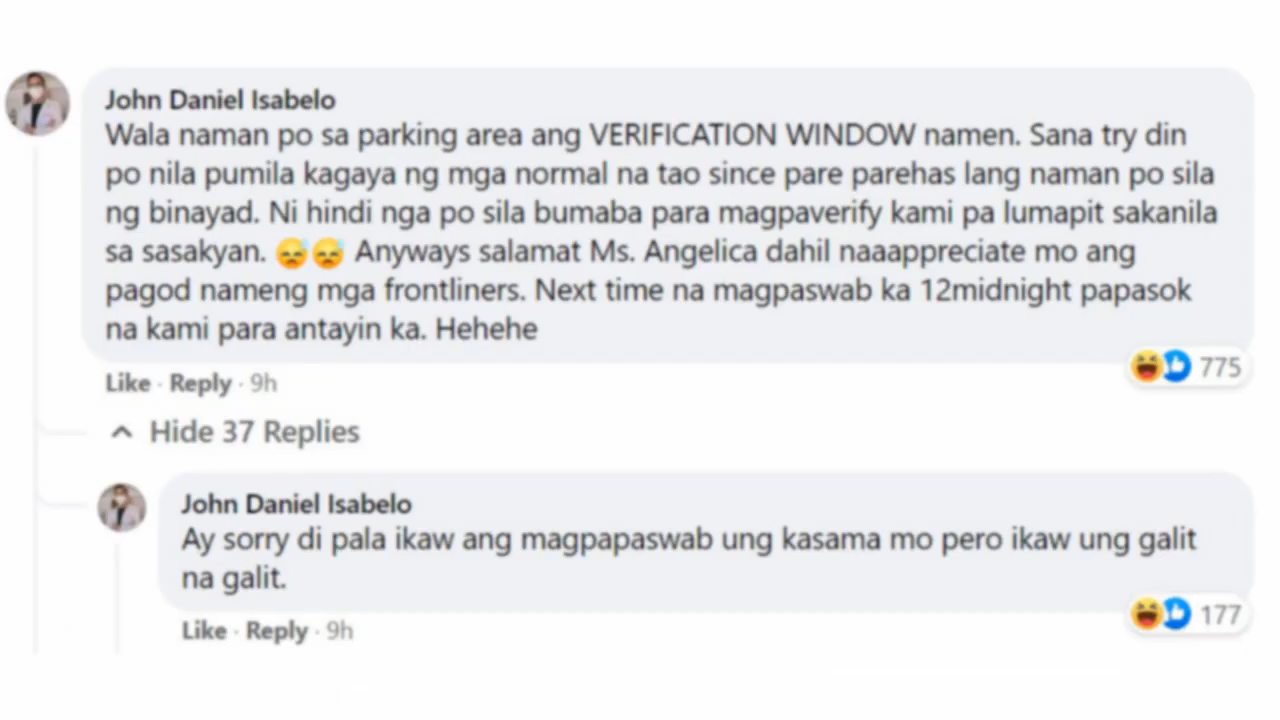 John Daniel Isabelo
Wala naman po sa parking area ang VERIFICATION WINDOW namen. Sana try din
po nila pumila kagaya ng mga normal na tao since pare parehas lang naman po sila
ng binayad. Ni hindi nga po sila bumaba para magpaverify kami pa lumapit sakanila
sa sasakyan. 😓😓 Anyways salamat Ms. Angelica dahil naaappreciate mo ang
pagod nameng mga frontliners. Next time na magpaswab ka 12midnight papasok
na kami para antayin ka. Hehehe
775
Like · Reply · 9h
Hide 37 Replies
John Daniel Isabelo
Ay sorry di pala ikaw ang magpapaswab ung kasama mo pero ikaw ung galit
na galit.
177
Like · Reply · 9h